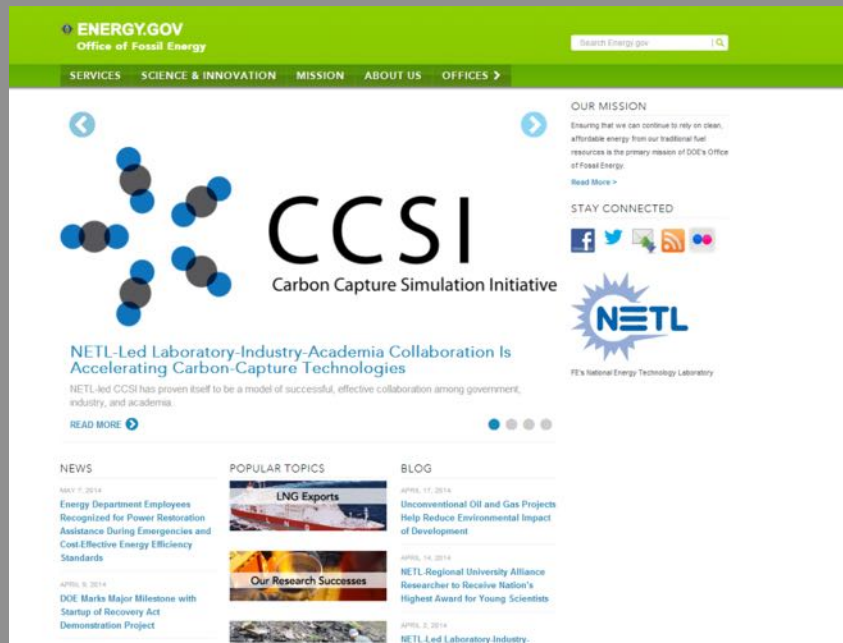 ENERGY.GOV
Office of Fossil Energy
Search Energy.gov
SERVICES SCIENCE & INNOVATION MISSION ABOUT US OFFICES
CCSI
Carbon Capture Simulation Initiative
NETL-Led Laboratory-Industry-Academia Collaboration Is
Accelerating Carbon-Capture Technologies
NETL-led CCSI has proven itself to be a model of successful, effective collaboration among government,
industry, and academia.
READ MORE
OUR MISSION
Ensuring that we can continue to rely on clean,
affordable energy from our traditional fuel
resources is the primary mission of DOE's Office
of Fossil Energy.
Read More >
STAY CONNECTED
NETL
FE's National Energy Technology Laboratory
NEWS
MAY 7, 2014
Energy Department Employees
Recognized for Power Restoration
Assistance During Emergencies and
Cost-Effective Energy Efficiency
Standards
APRIL 9, 2014
DOE Marks Major Milestone with
Startup of Recovery Act
Demonstration Project
POPULAR TOPICS
LNG Exports
Our Research Successes
BLOG
APRIL 17, 2014
Unconventional Oil and Gas Projects
Help Reduce Environmental Impact
of Development
APRIL 14, 2014
NETL-Regional University Alliance
Researcher to Receive Nation's
Highest Award for Young Scientists
APRIL 2, 2014
NETL-Led Laboratory-Industry-